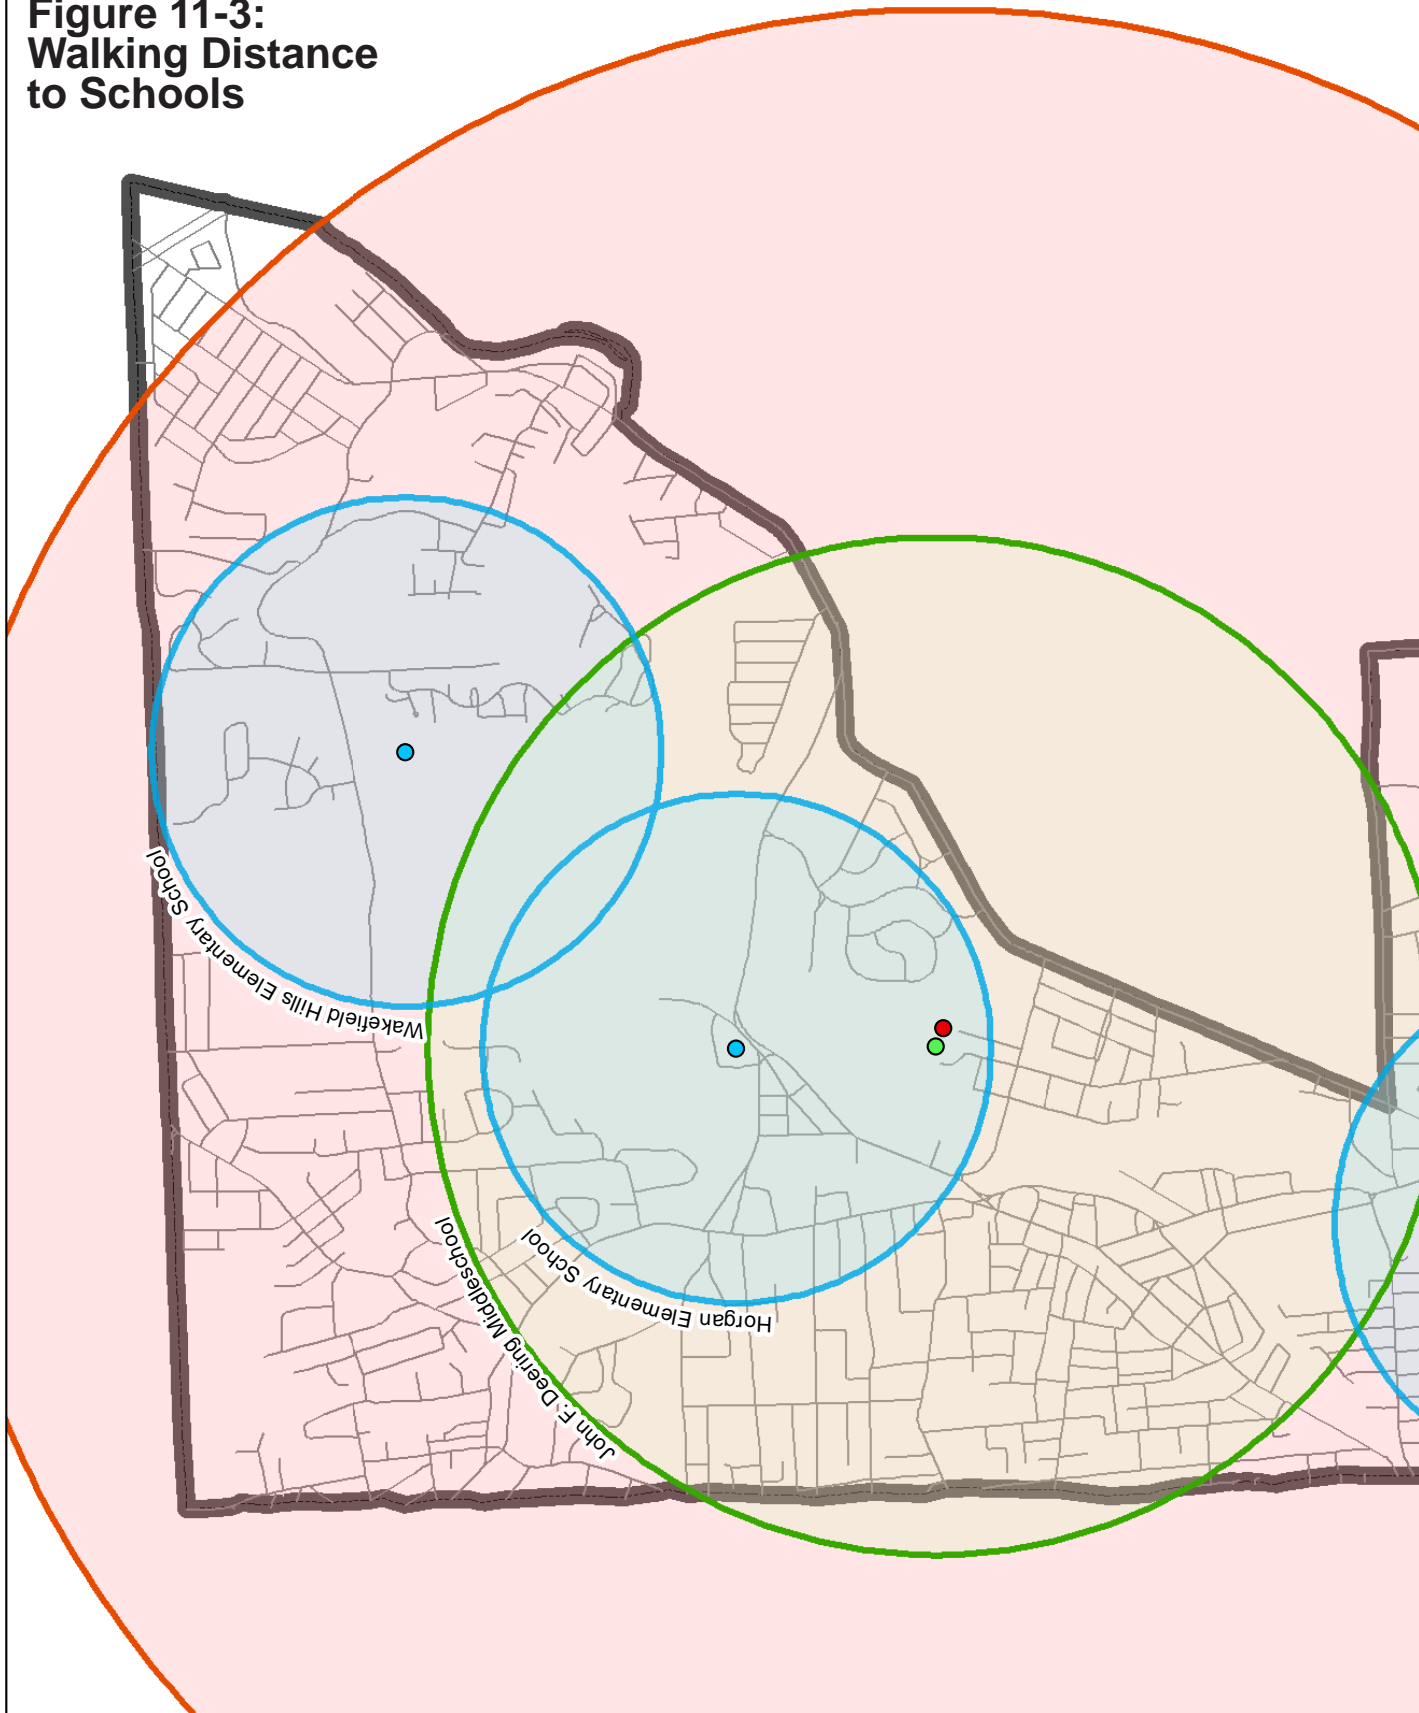 Figure 11-3:
Walking Distance
to Schools
Wakefield Hills Elementary School
Horgan Elementary School
John F. Deering Middleschool